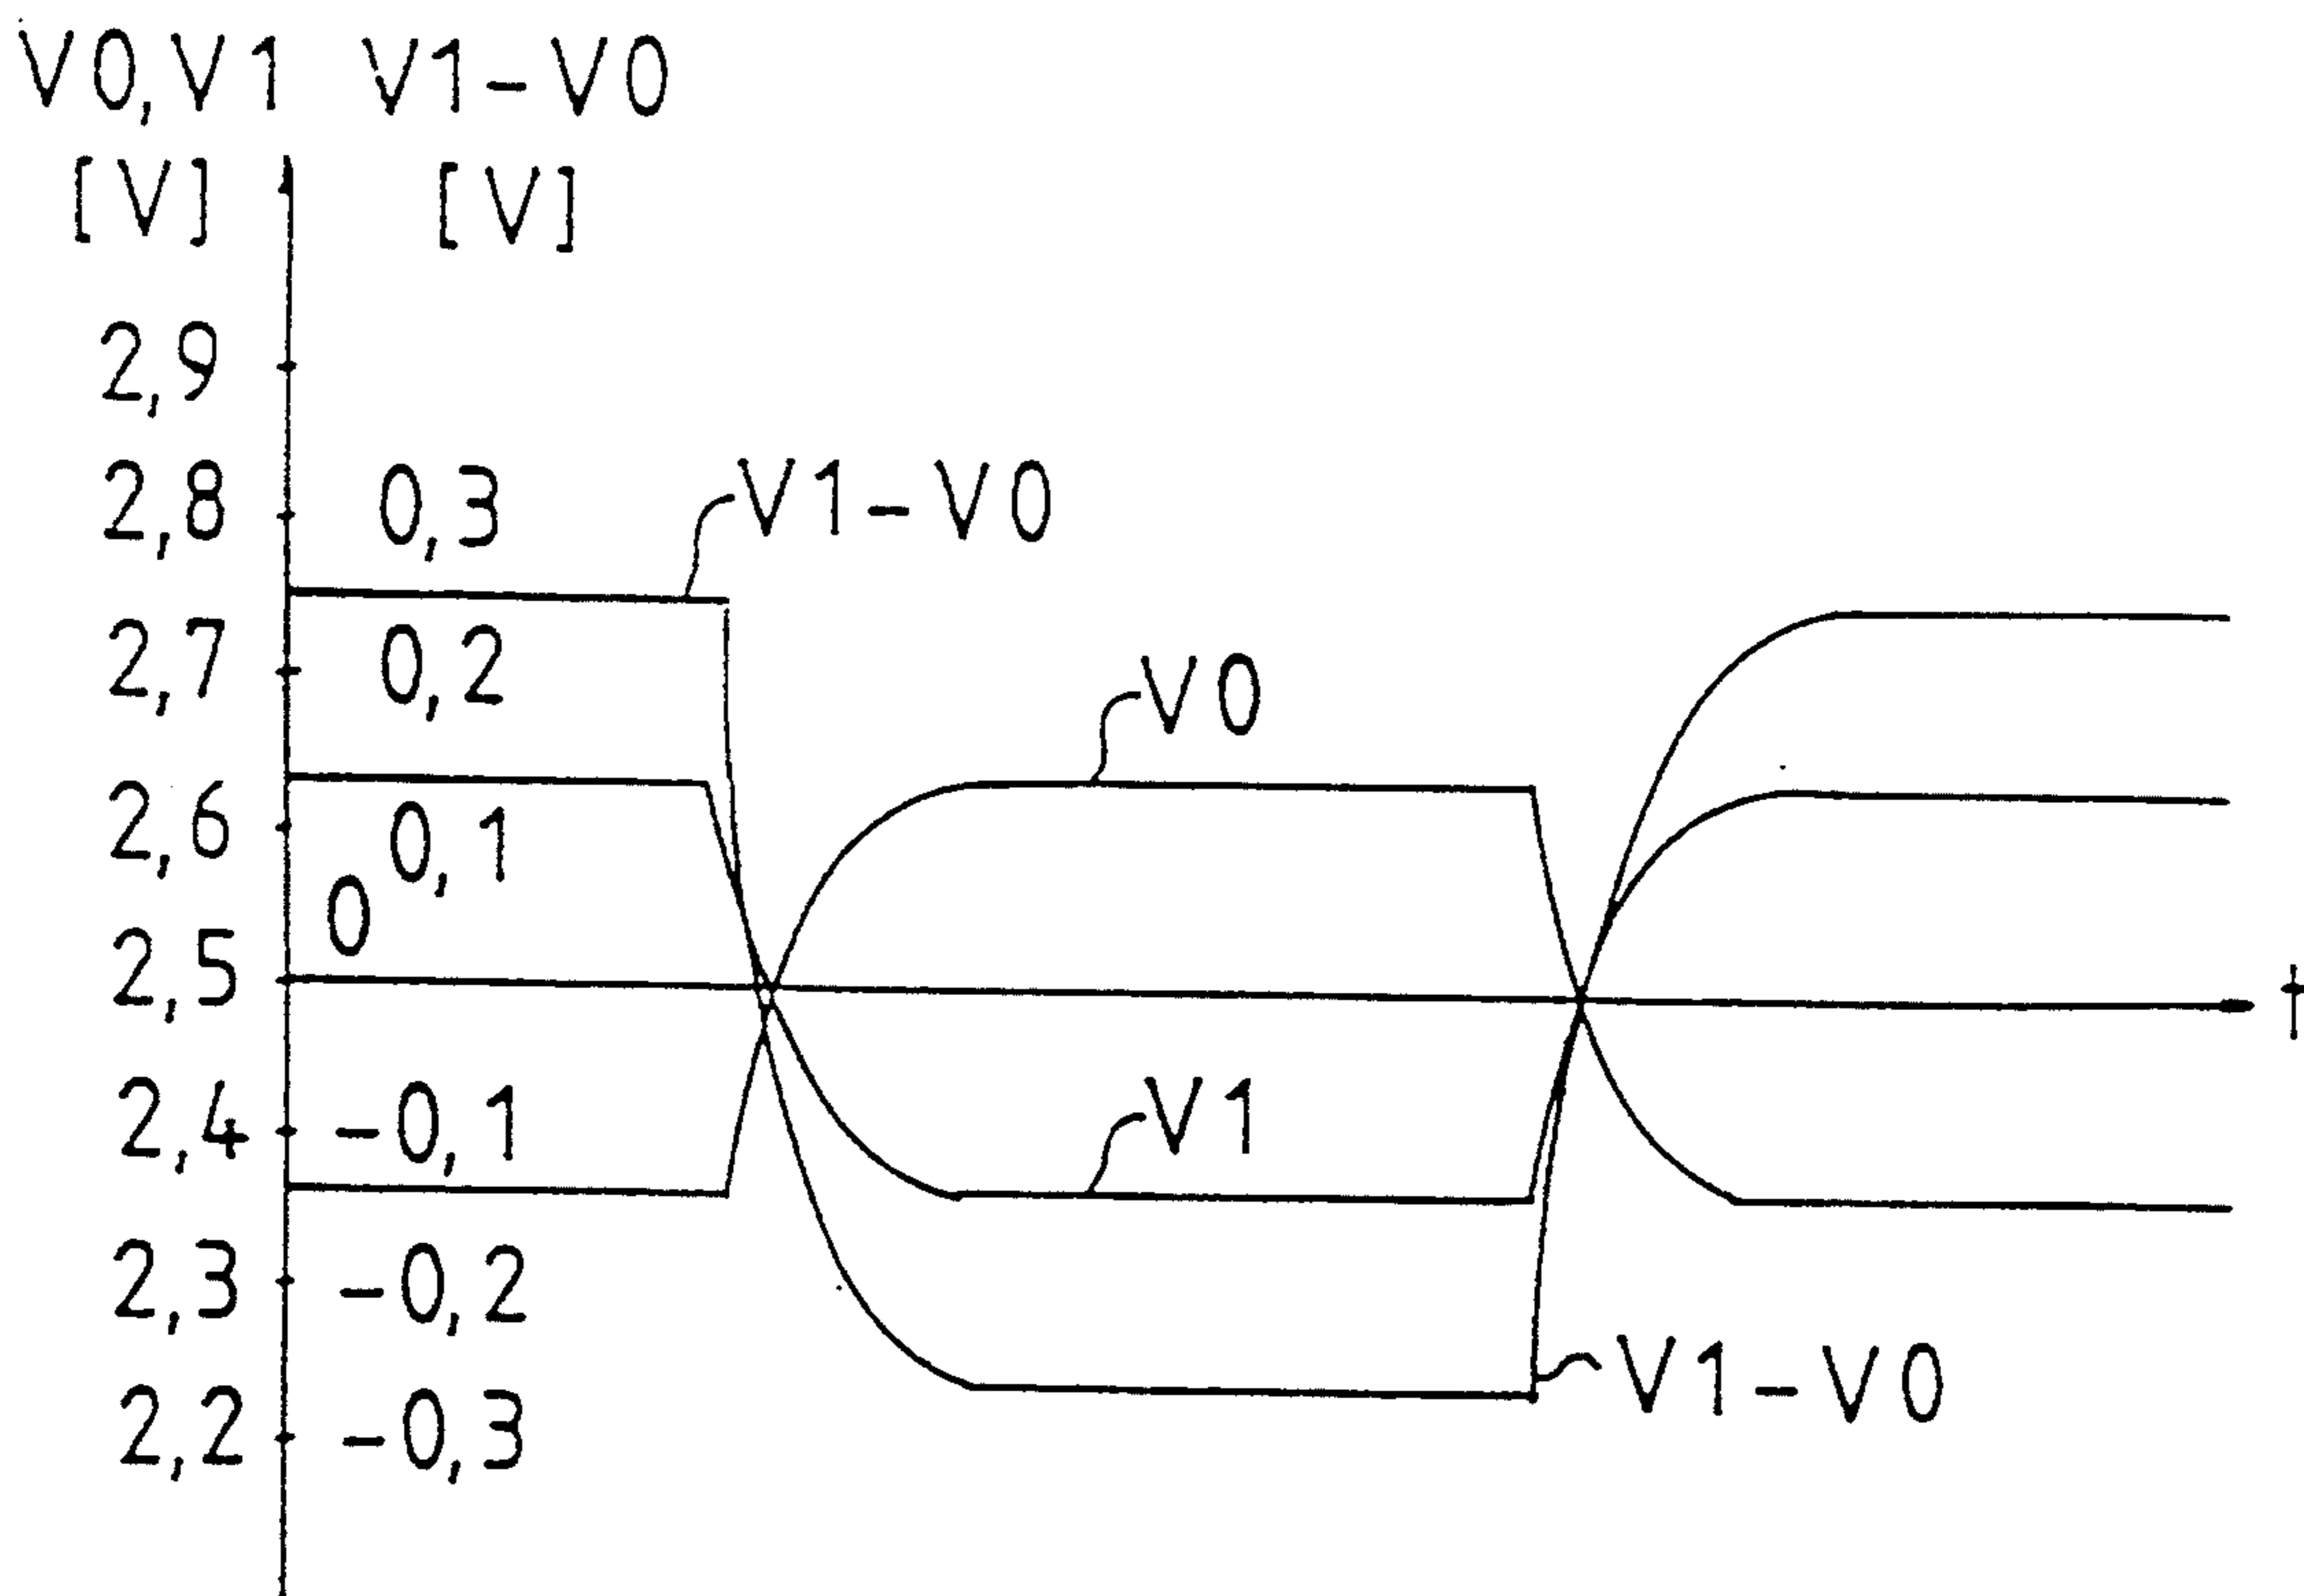 V0,V1 V1-V0
[V] [V]
2,9
2,8 0,3 V1-V0
2,7 0,2 V0
2,6 0,1
0
2,5 t
2,4 -0,1 V1
2,3 -0,2
2,2 -0,3 V1-V0